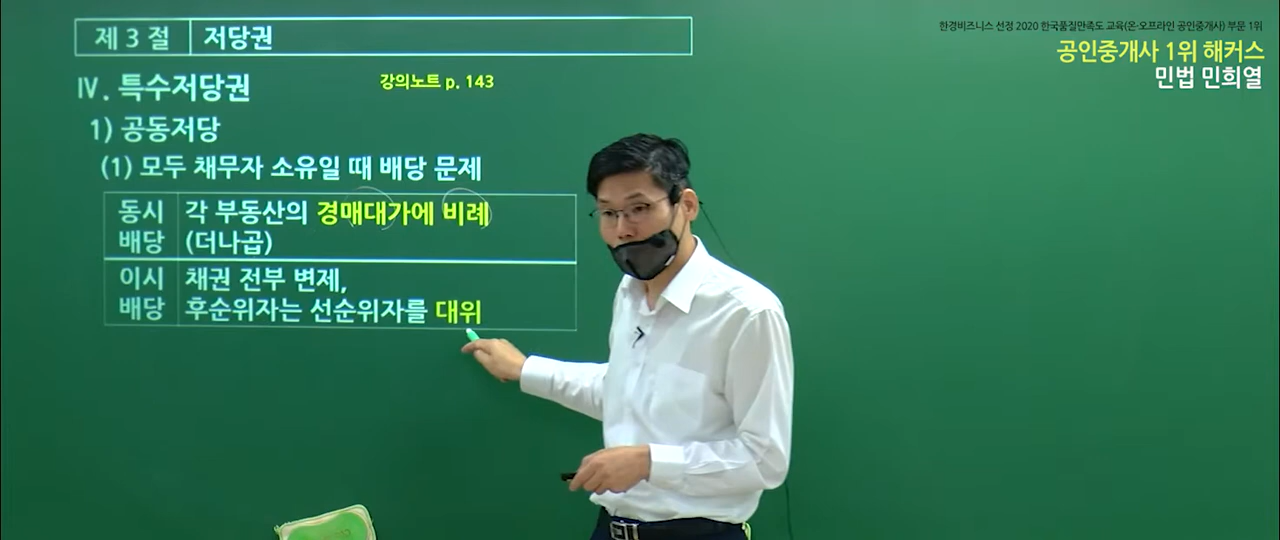 한경비즈니스 선정 2020 한국품질만족도 교육(온·오프라인 공인중개사) 부문 1위
공인중개사 1위 해커스
민법 민희열
제 3 절 저당권
Ⅳ. 특수저당권 강의노트 p. 143
1) 공동저당
(1) 모두 채무자 소유일 때 배당 문제
동시 배당
각 부동산의 경매대가에 비례
(더나곱)
이시 배당
채권 전부 변제,
후순위자는 선순위자를 대위